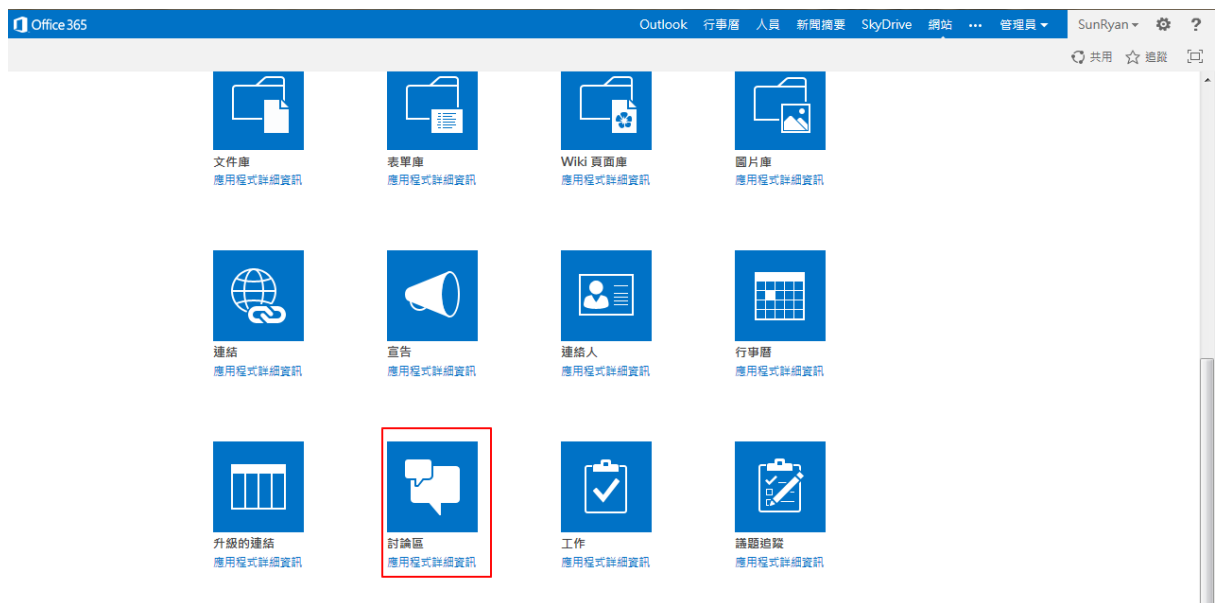 Office 365 Outlook 行事曆 人員 新聞摘要 SkyDrive 網站 ••• 管理員 SunRyan ?
共用 追蹤
文件庫 表單庫 Wiki 頁面庫 圖片庫
應用程式詳細資訊 應用程式詳細資訊 應用程式詳細資訊 應用程式詳細資訊
連結 宣告 連絡人 行事曆
應用程式詳細資訊 應用程式詳細資訊 應用程式詳細資訊 應用程式詳細資訊
升級的連結 討論區 工作 議題追蹤
應用程式詳細資訊 應用程式詳細資訊 應用程式詳細資訊 應用程式詳細資訊